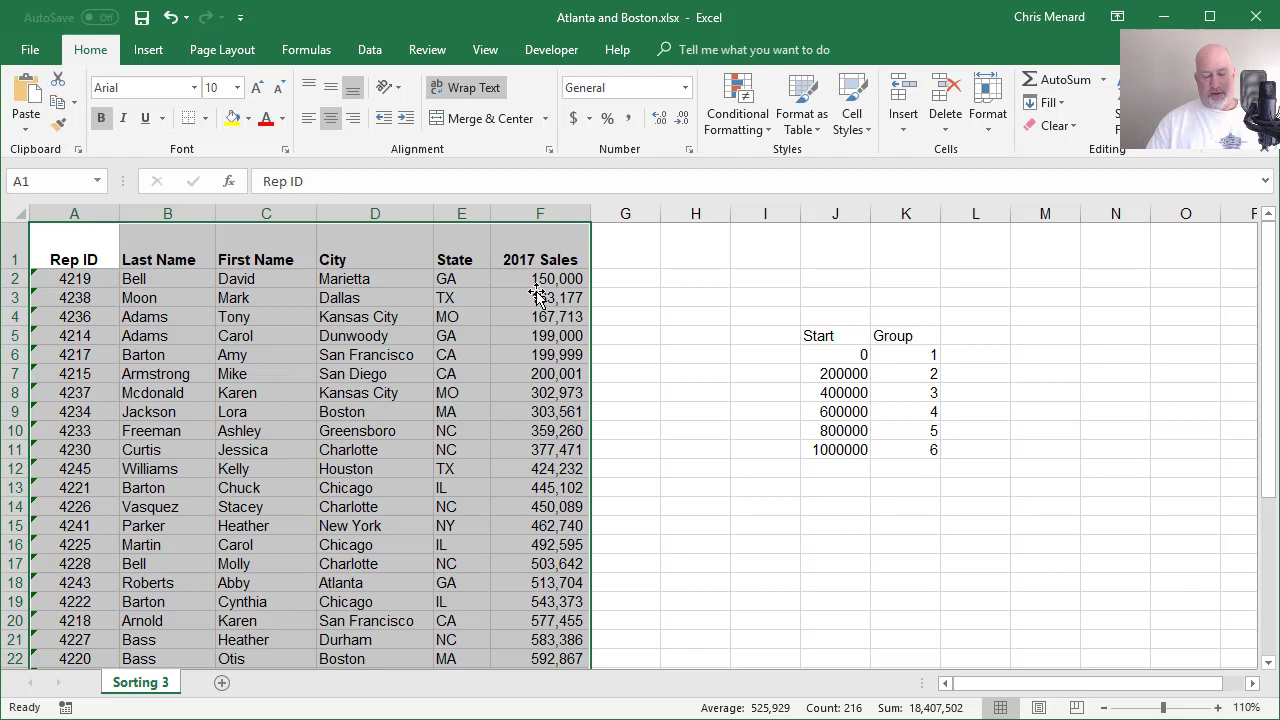 AutoSave Off Atlanta and Boston.xlsx - Excel Chris Menard
File Home Insert Page Layout Formulas Data Review View Developer Help Tell me what you want to do
Paste
Clipboard
Arial 10
B I U
Font
Wrap Text
Merge & Center
Alignment
General
$ % ,
Number
Conditional Formatting
Format as Table
Cell Styles
Styles
Insert Delete Format
Cells
AutoSum
Fill
Clear
Editing
A1 fx Rep ID
A B C D E F G H I J K L M N O
1 Rep ID Last Name First Name City State 2017 Sales
2 4219 Bell David Marietta GA 150,000
3 4238 Moon Mark Dallas TX 3,177
4 4236 Adams Tony Kansas City MO 167,713
5 4214 Adams Carol Dunwoody GA 199,000 Start Group
6 4217 Barton Amy San Francisco CA 199,999 0 1
7 4215 Armstrong Mike San Diego CA 200,001 200000 2
8 4237 Mcdonald Karen Kansas City MO 302,973 400000 3
9 4234 Jackson Lora Boston MA 303,561 600000 4
10 4233 Freeman Ashley Greensboro NC 359,260 800000 5
11 4230 Curtis Jessica Charlotte NC 377,471 1000000 6
12 4245 Williams Kelly Houston TX 424,232
13 4221 Barton Chuck Chicago IL 445,102
14 4226 Vasquez Stacey Charlotte NC 450,089
15 4241 Parker Heather New York NY 462,740
16 4225 Martin Carol Chicago IL 492,595
17 4228 Bell Molly Charlotte NC 503,642
18 4243 Roberts Abby Atlanta GA 513,704
19 4222 Barton Cynthia Chicago IL 543,373
20 4218 Arnold Karen San Francisco CA 577,455
21 4227 Bass Heather Durham NC 583,386
22 4220 Bass Otis Boston MA 592,867
Sorting 3
Ready Average: 525,929 Count: 216 Sum: 18,407,502 110%